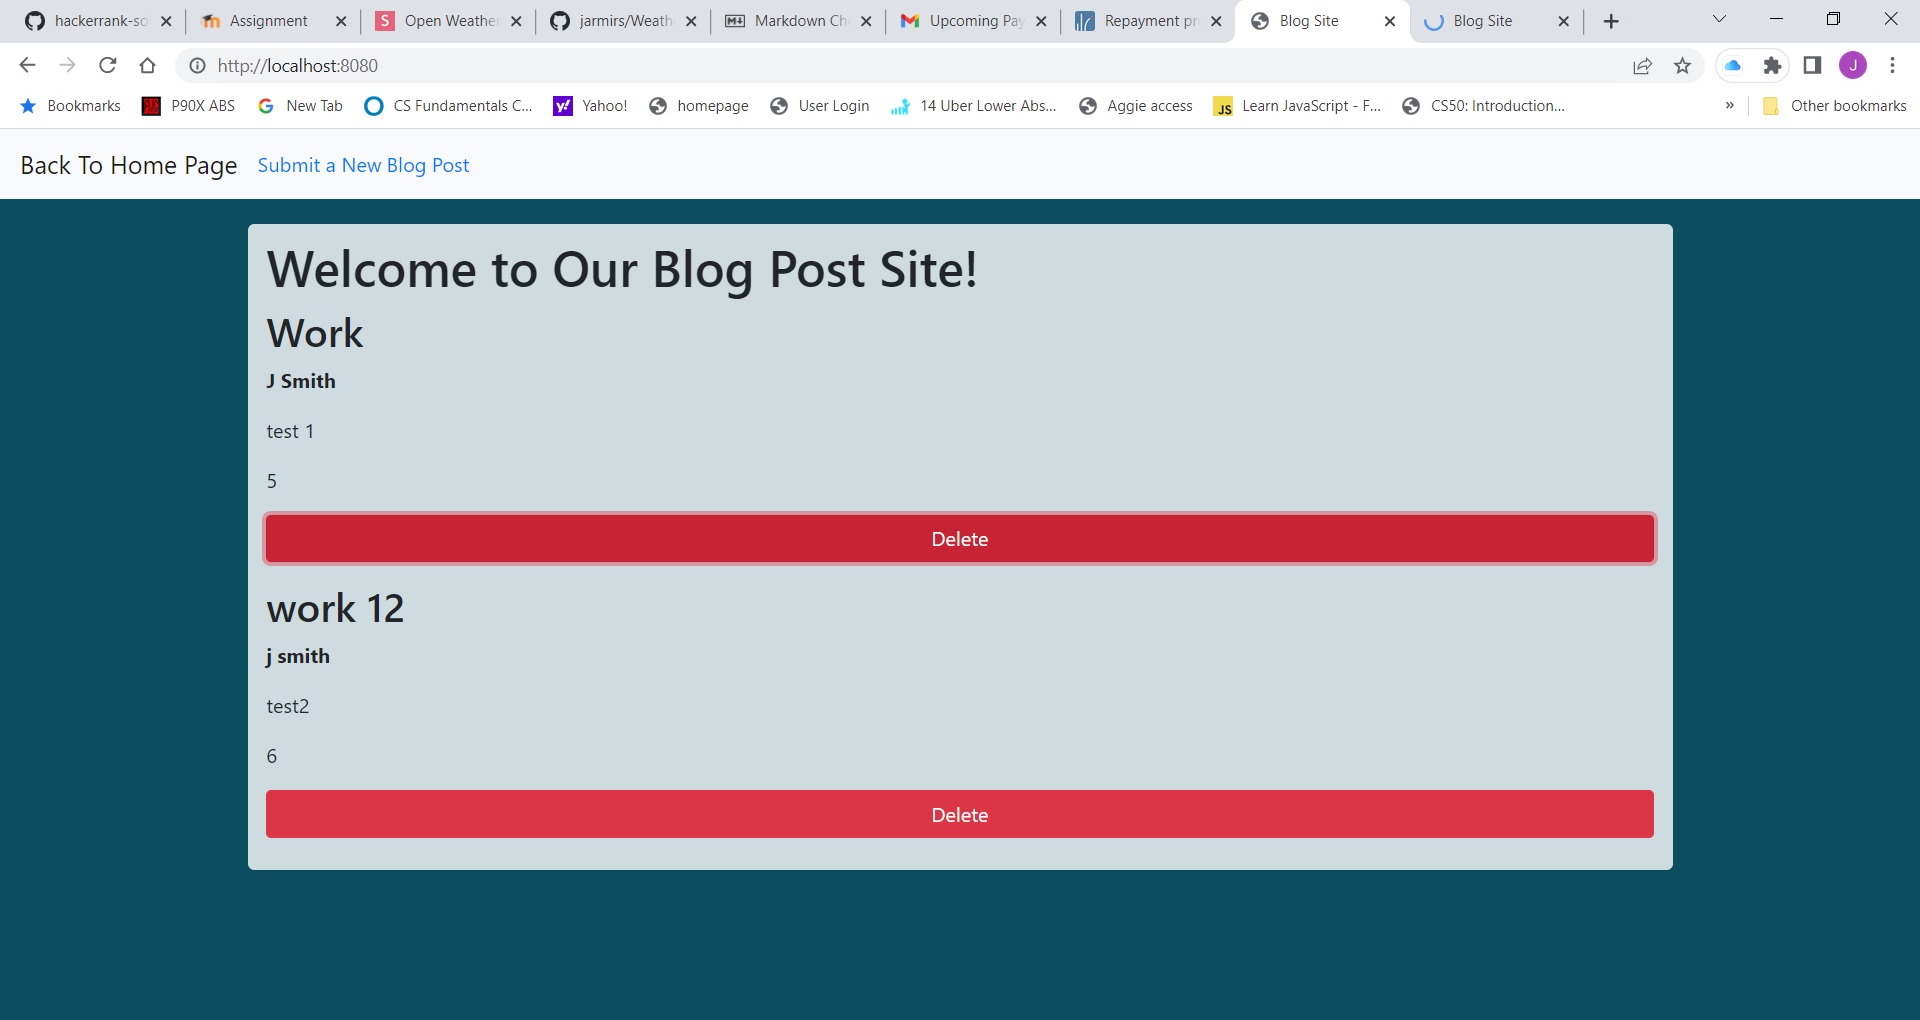 hackerrank-so
Assignment
Open Weather
jarmirs/Weath
Markdown Ch
Upcoming Pay
Repayment pr
Blog Site
Blog Site
http://localhost:8080
J
Bookmarks
P90X ABS
New Tab
CS Fundamentals C...
Yahoo!
homepage
User Login
14 Uber Lower Abs...
Aggie access
Learn JavaScript - F...
CS50: Introduction...
»
Other bookmarks
Back To Home Page Submit a New Blog Post
Welcome to Our Blog Post Site!
Work
J Smith
test 1
5
Delete
work 12
j smith
test2
6
Delete